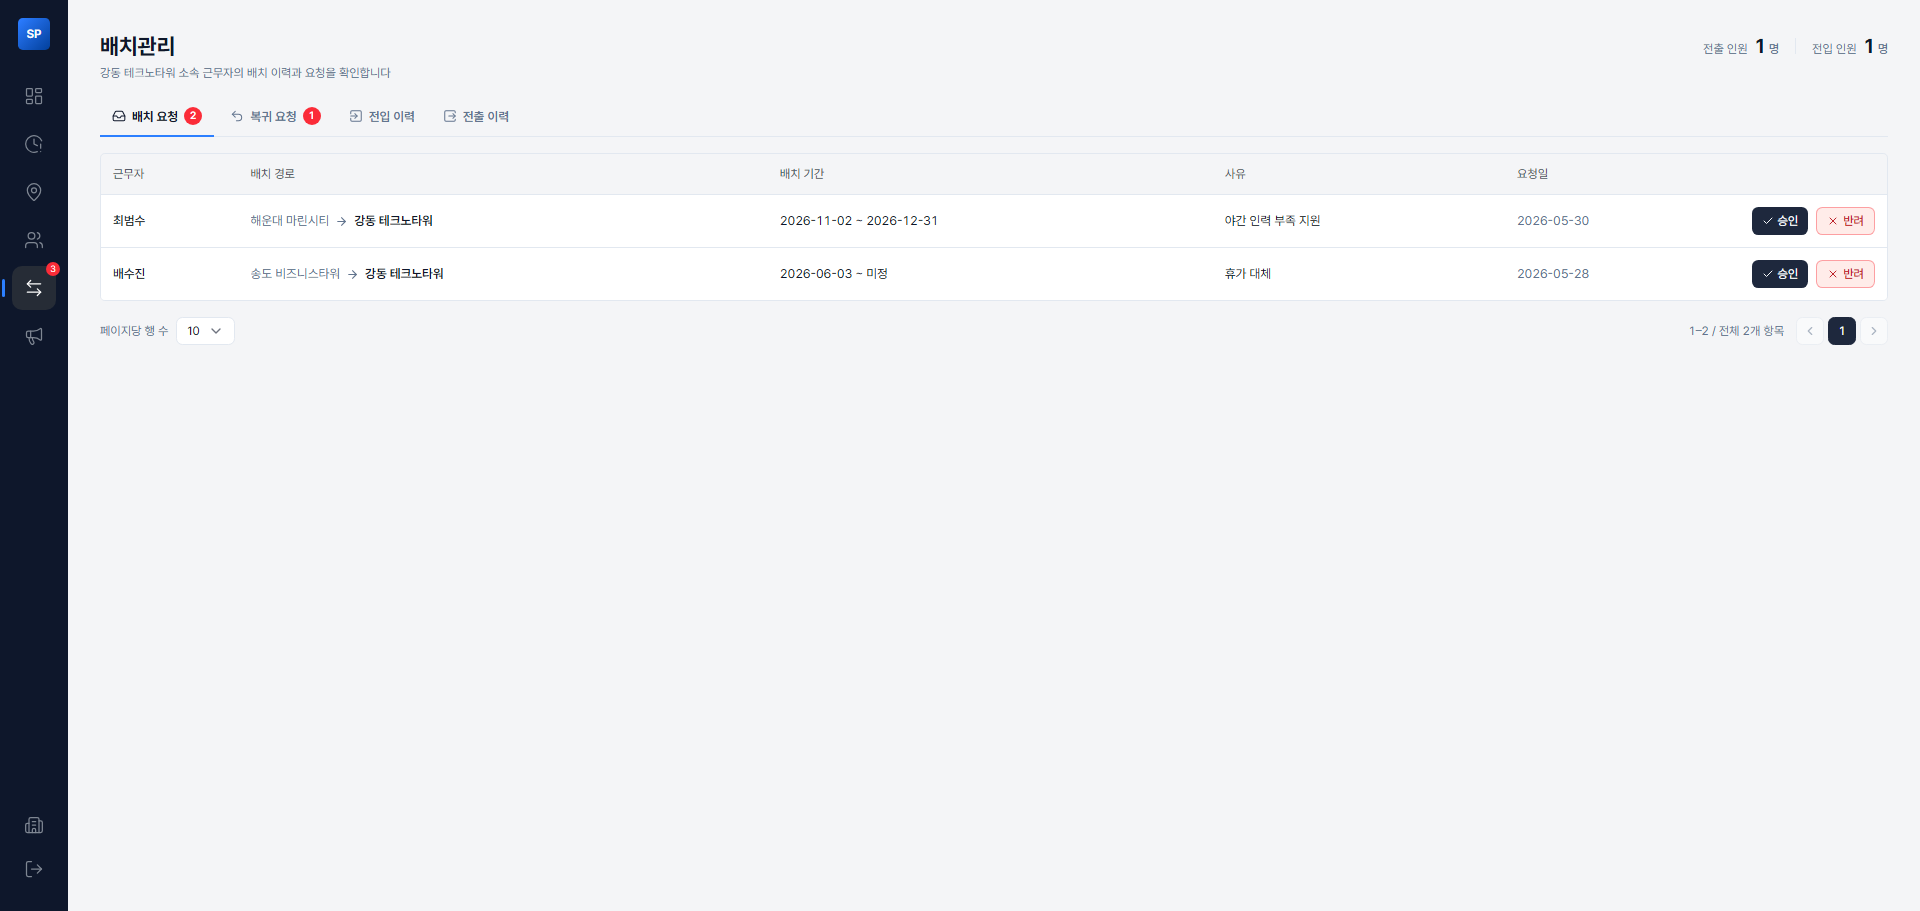 SP
3
배치관리
강동 테크노타워 소속 근무자의 배치 이력과 요청을 확인합니다
전출 인원 1 명 전입 인원 1 명
배치 요청 2 복귀 요청 1 전입 이력 전출 이력
근무자 배치 경로 배치 기간 사유 요청일
최범수 해운대 마린시티 → 강동 테크노타워 2026-11-02 ~ 2026-12-31 야간 인력 부족 지원 2026-05-30 승인 반려
배수진 송도 비즈니스타워 → 강동 테크노타워 2026-06-03 ~ 미정 휴가 대체 2026-05-28 승인 반려
페이지당 행 수 10 1–2 / 전체 2개 항목 1